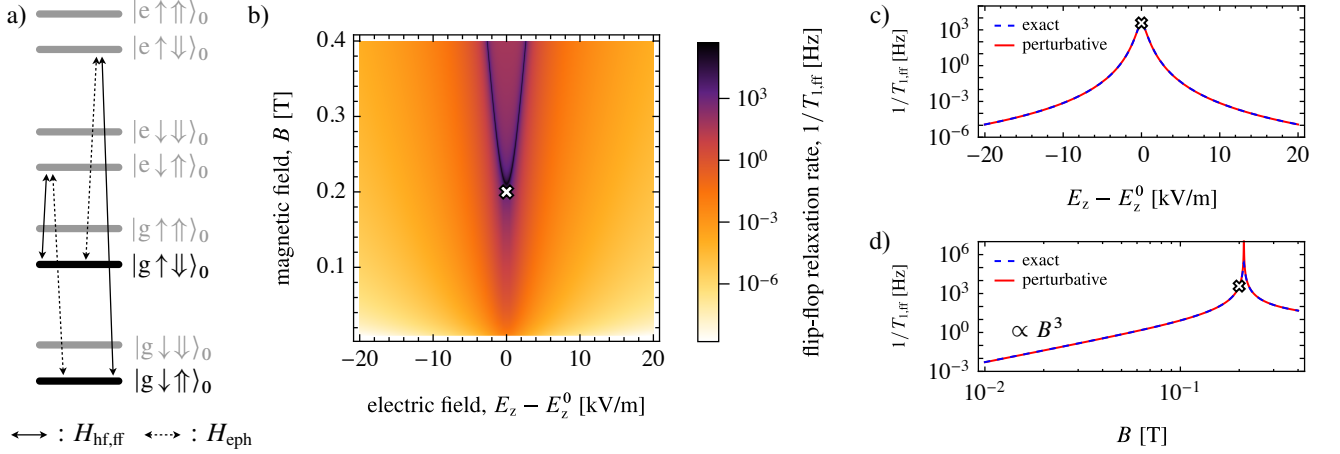 a)
|e↑⇑⟩₀
|e↑⇓⟩₀
|e↓⇓⟩₀
|e↓⇑⟩₀
|g↑⇑⟩₀
|g↑⇓⟩₀
|g↓⇓⟩₀
|g↓⇑⟩₀
: H_hf,ff
: H_eph
b)
magnetic field, B [T]
0.4
0.3
0.2
0.1
−20
−10
0
10
20
electric field, E_z − E_z^0 [kV/m]
10³
10⁰
10⁻³
10⁻⁶
flip-flop relaxation rate, 1/T_1,ff [Hz]
c)
1/T_1,ff [Hz]
10³
10⁰
10⁻³
10⁻⁶
exact
perturbative
−20
−10
0
10
20
E_z − E_z^0 [kV/m]
d)
1/T_1,ff [Hz]
10⁶
10³
10⁰
10⁻³
exact
perturbative
∝ B³
10⁻²
10⁻¹
B [T]